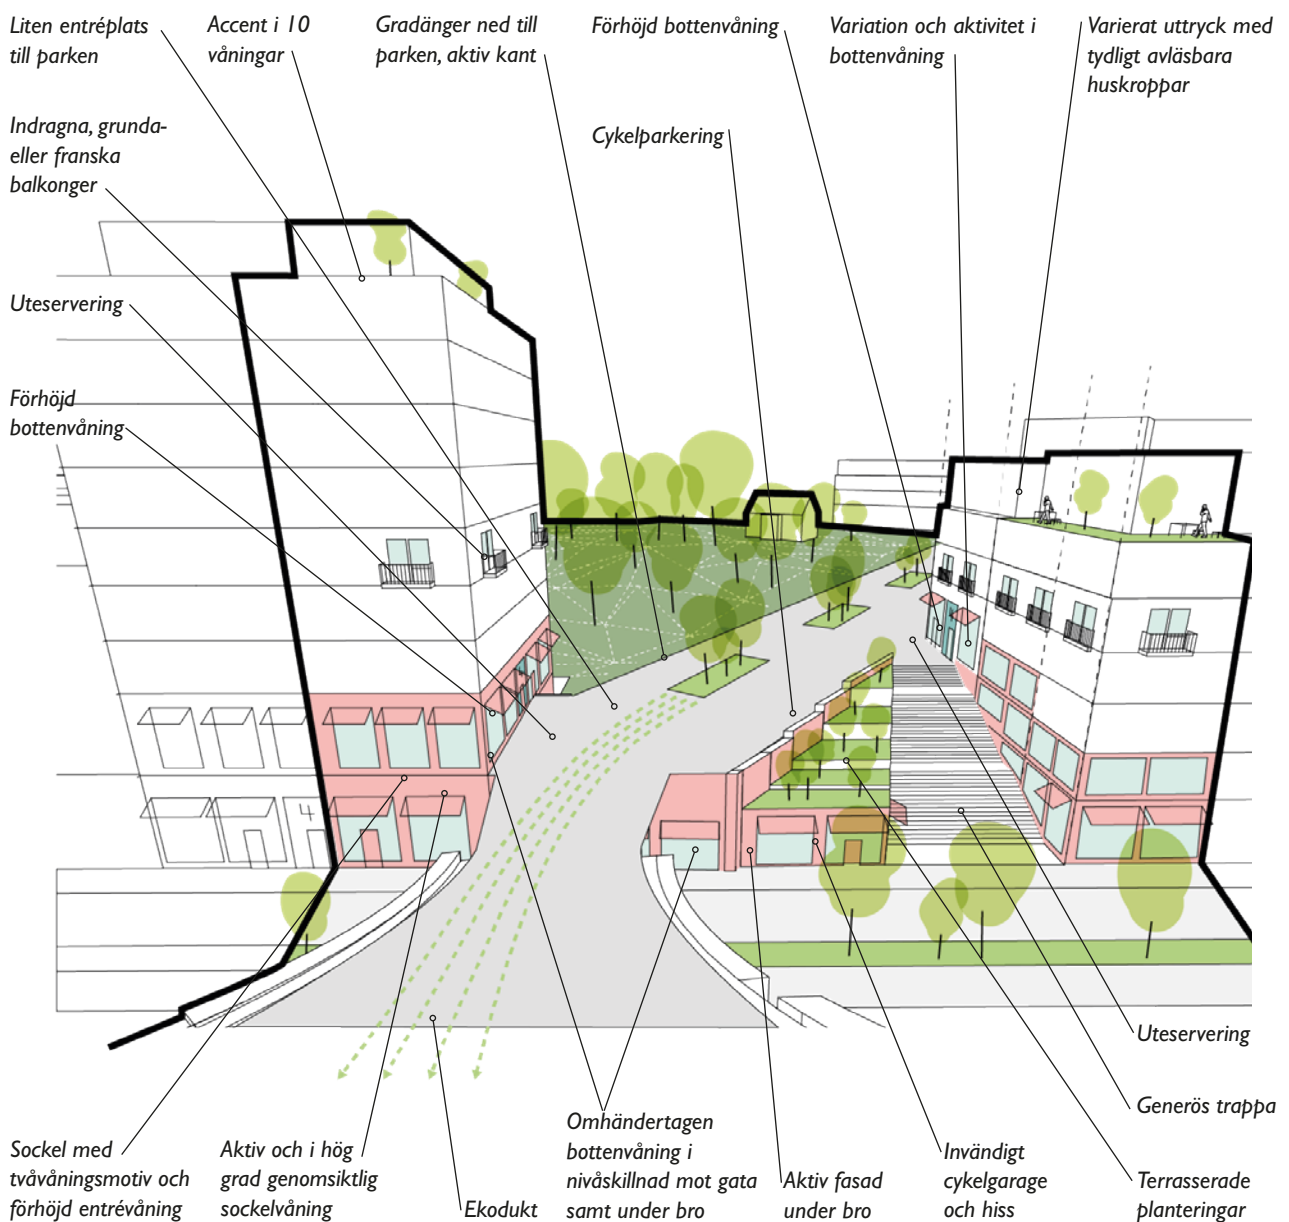 Liten entréplats
till parken
Accent i 10
våningar
Gradänger ned till
parken, aktiv kant
Förhöjd bottenvåning
Variation och aktivitet i
bottenvåning
Varierat uttryck med
tydligt avläsbara
huskroppar
Indragna, grunda-
eller franska
balkonger
Cykelparkering
Uteservering
Förhöjd
bottenvåning
Uteservering
Generös trappa
Sockel med
tvåvåningsmotiv och
förhöjd entrévåning
Aktiv och i hög
grad genomsiktlig
sockelvåning
Ekodukt
Omhändertagen
bottenvåning i
nivåskillnad mot gata
samt under bro
Aktiv fasad
under bro
Invändigt
cykelgarage
och hiss
Terrasserade
planteringar